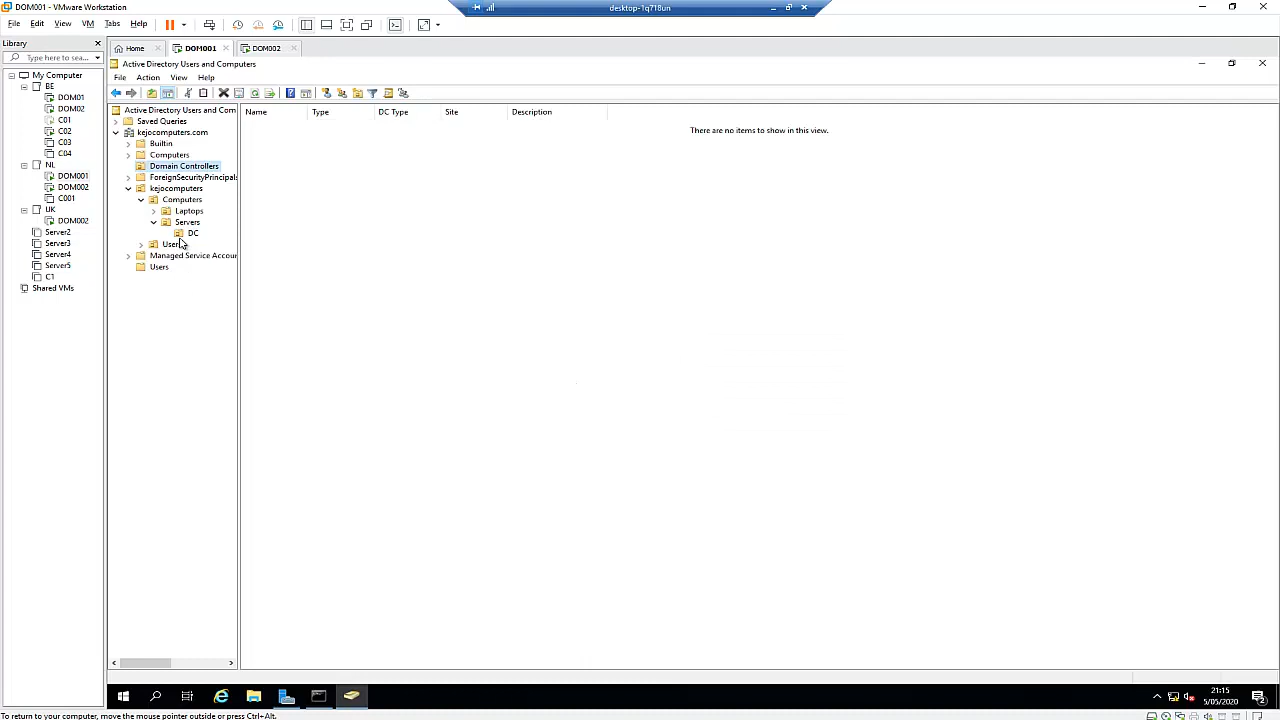 DOM001 - VMware Workstation
desktop-1q718un
File Edit View VM Tabs Help
Library
Type here to sea...
My Computer
BE
DOM01
DOM02
C01
C02
C03
C04
NL
DOM001
DOM002
C001
UK
DOM002
Server2
Server3
Server4
Server5
C1
Shared VMs
Home
DOM001
DOM002
Active Directory Users and Computers
File Action View Help
Active Directory Users and Com
Saved Queries
kejocomputers.com
Builtin
Computers
Domain Controllers
ForeignSecurityPrincipals
kejocomputers
Computers
Laptops
Servers
DC
Users
Managed Service Accour
Users
Name Type DC Type Site Description
There are no items to show in this view.
21:15
5/05/2020
2
To return to your computer, move the mouse pointer outside or press Ctrl+Alt.